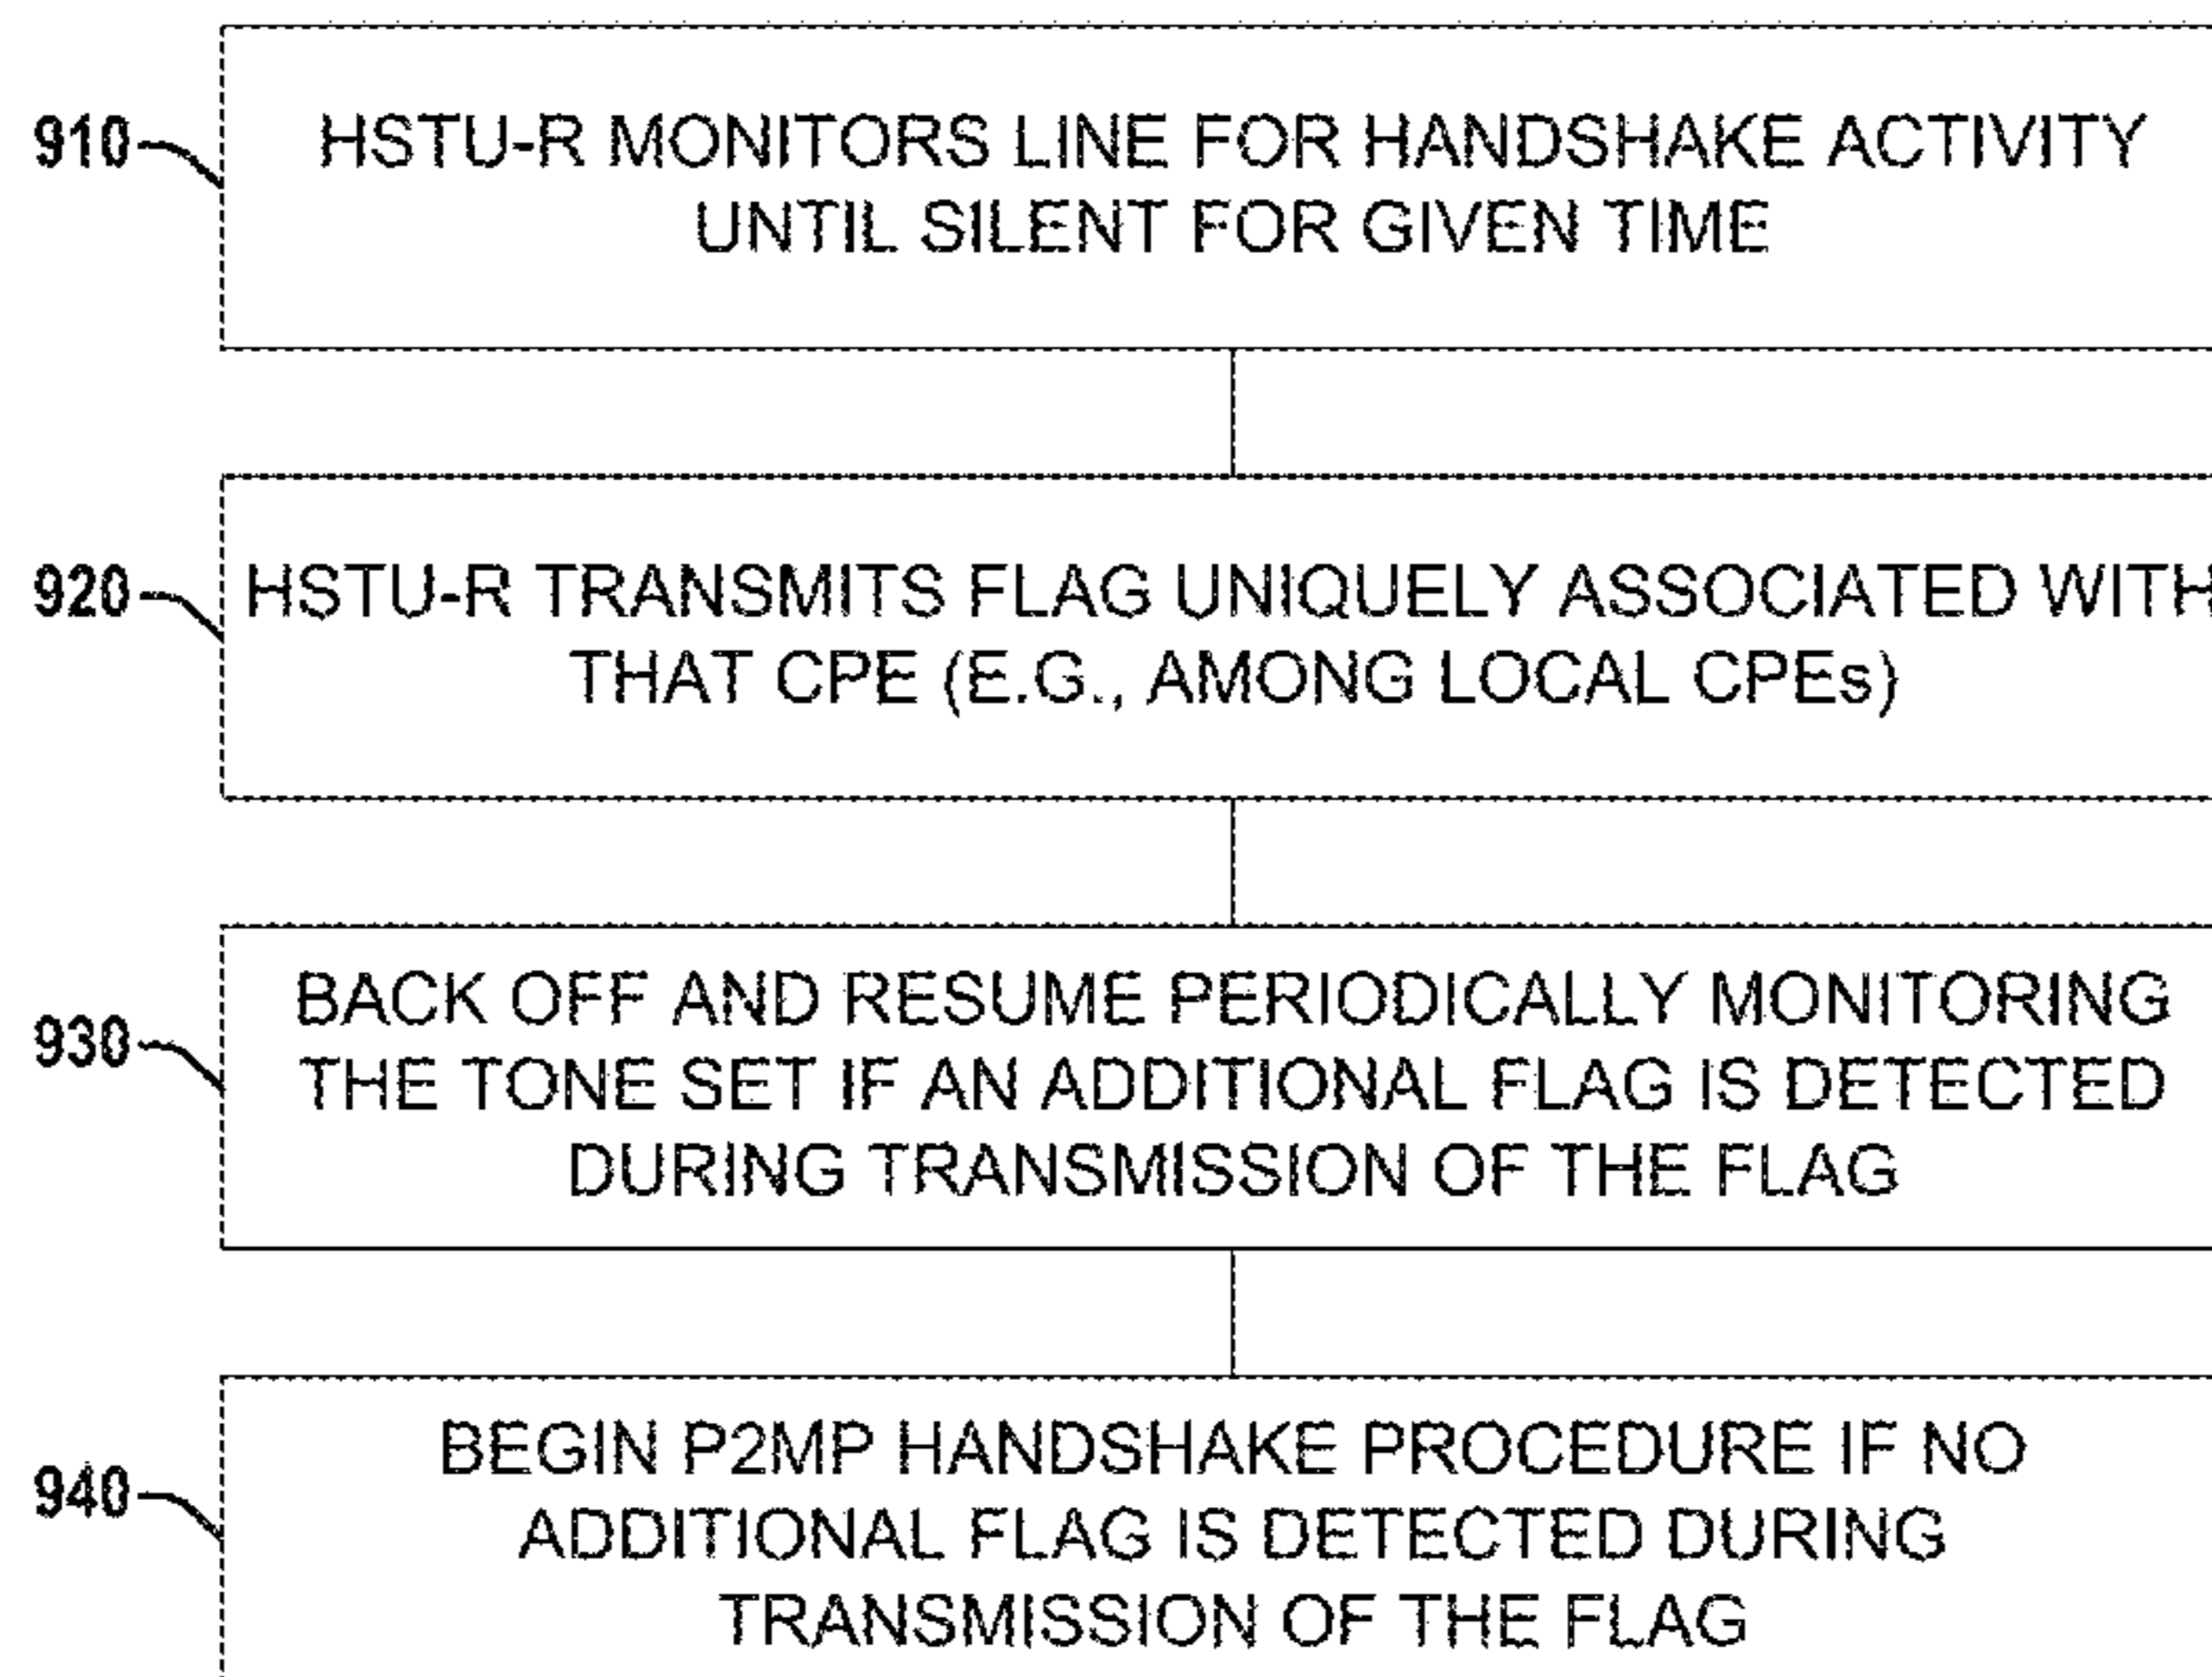 910
HSTU-R MONITORS LINE FOR HANDSHAKE ACTIVITY
UNTIL SILENT FOR GIVEN TIME
920
HSTU-R TRANSMITS FLAG UNIQUELY ASSOCIATED WITH
THAT CPE (E.G., AMONG LOCAL CPEs)
930
BACK OFF AND RESUME PERIODICALLY MONITORING
THE TONE SET IF AN ADDITIONAL FLAG IS DETECTED
DURING TRANSMISSION OF THE FLAG
940
BEGIN P2MP HANDSHAKE PROCEDURE IF NO
ADDITIONAL FLAG IS DETECTED DURING
TRANSMISSION OF THE FLAG